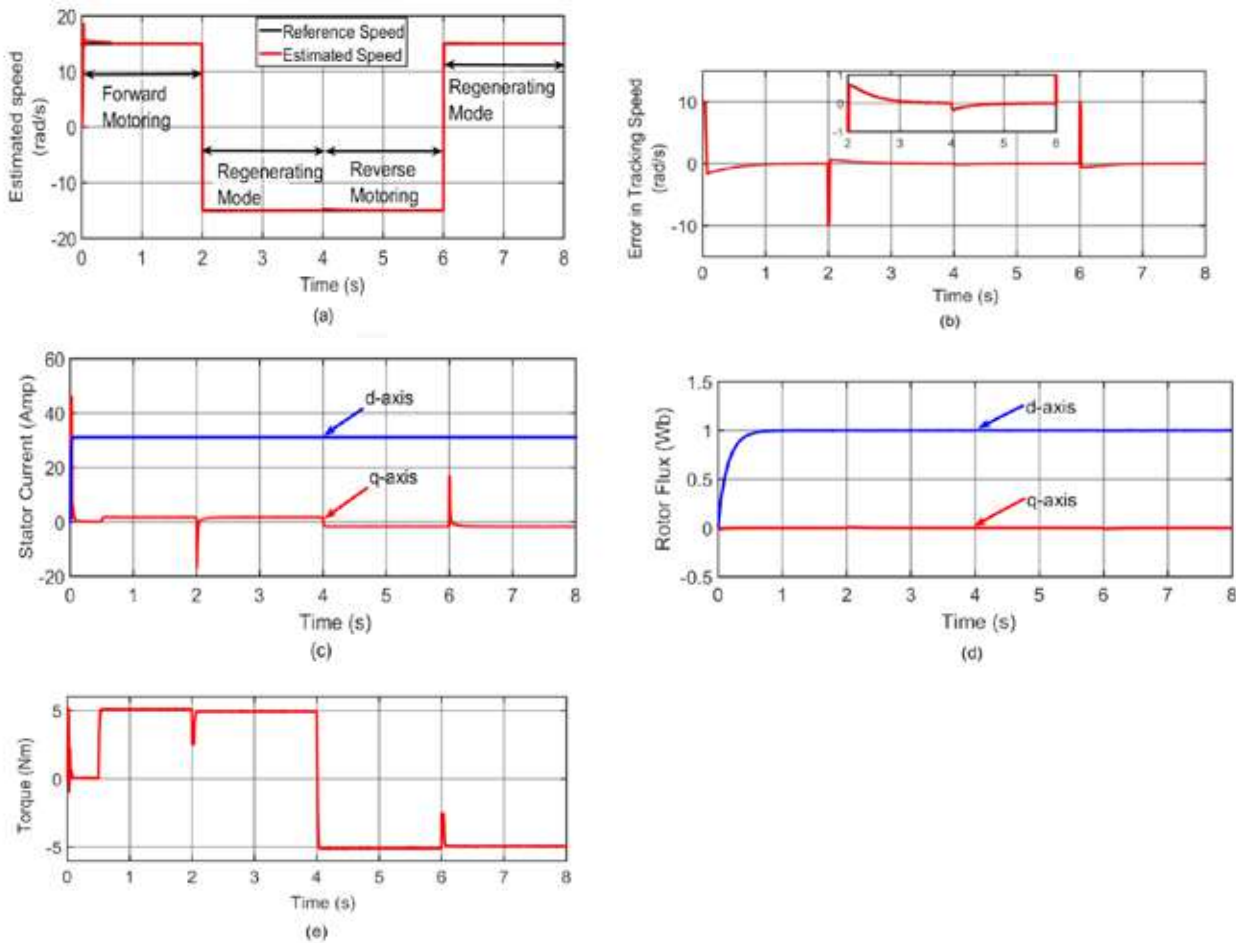 20
10
0
-10
-20
Estimated speed
(rad/s)
Reference Speed
Estimated Speed
Forward
Motoring
Regenerating
Mode
Reverse
Motoring
Regenerating
Mode
0 1 2 3 4 5 6 7 8
Time (s)
(a)
10
0
-10
Error in Tracking Speed
(rad/s)
1
0
-1
2 3 4 5 6
0 1 2 3 4 5 6 7 8
Time (s)
(b)
60
40
20
0
-20
Stator Current (Amp)
d-axis
q-axis
0 1 2 3 4 5 6 7 8
Time (s)
(c)
1.5
1
0.5
0
-0.5
Rotor Flux (Wb)
d-axis
q-axis
0 1 2 3 4 5 6 7 8
Time (s)
(d)
5
0
-5
Torque (Nm)
0 1 2 3 4 5 6 7 8
Time (s)
(e)